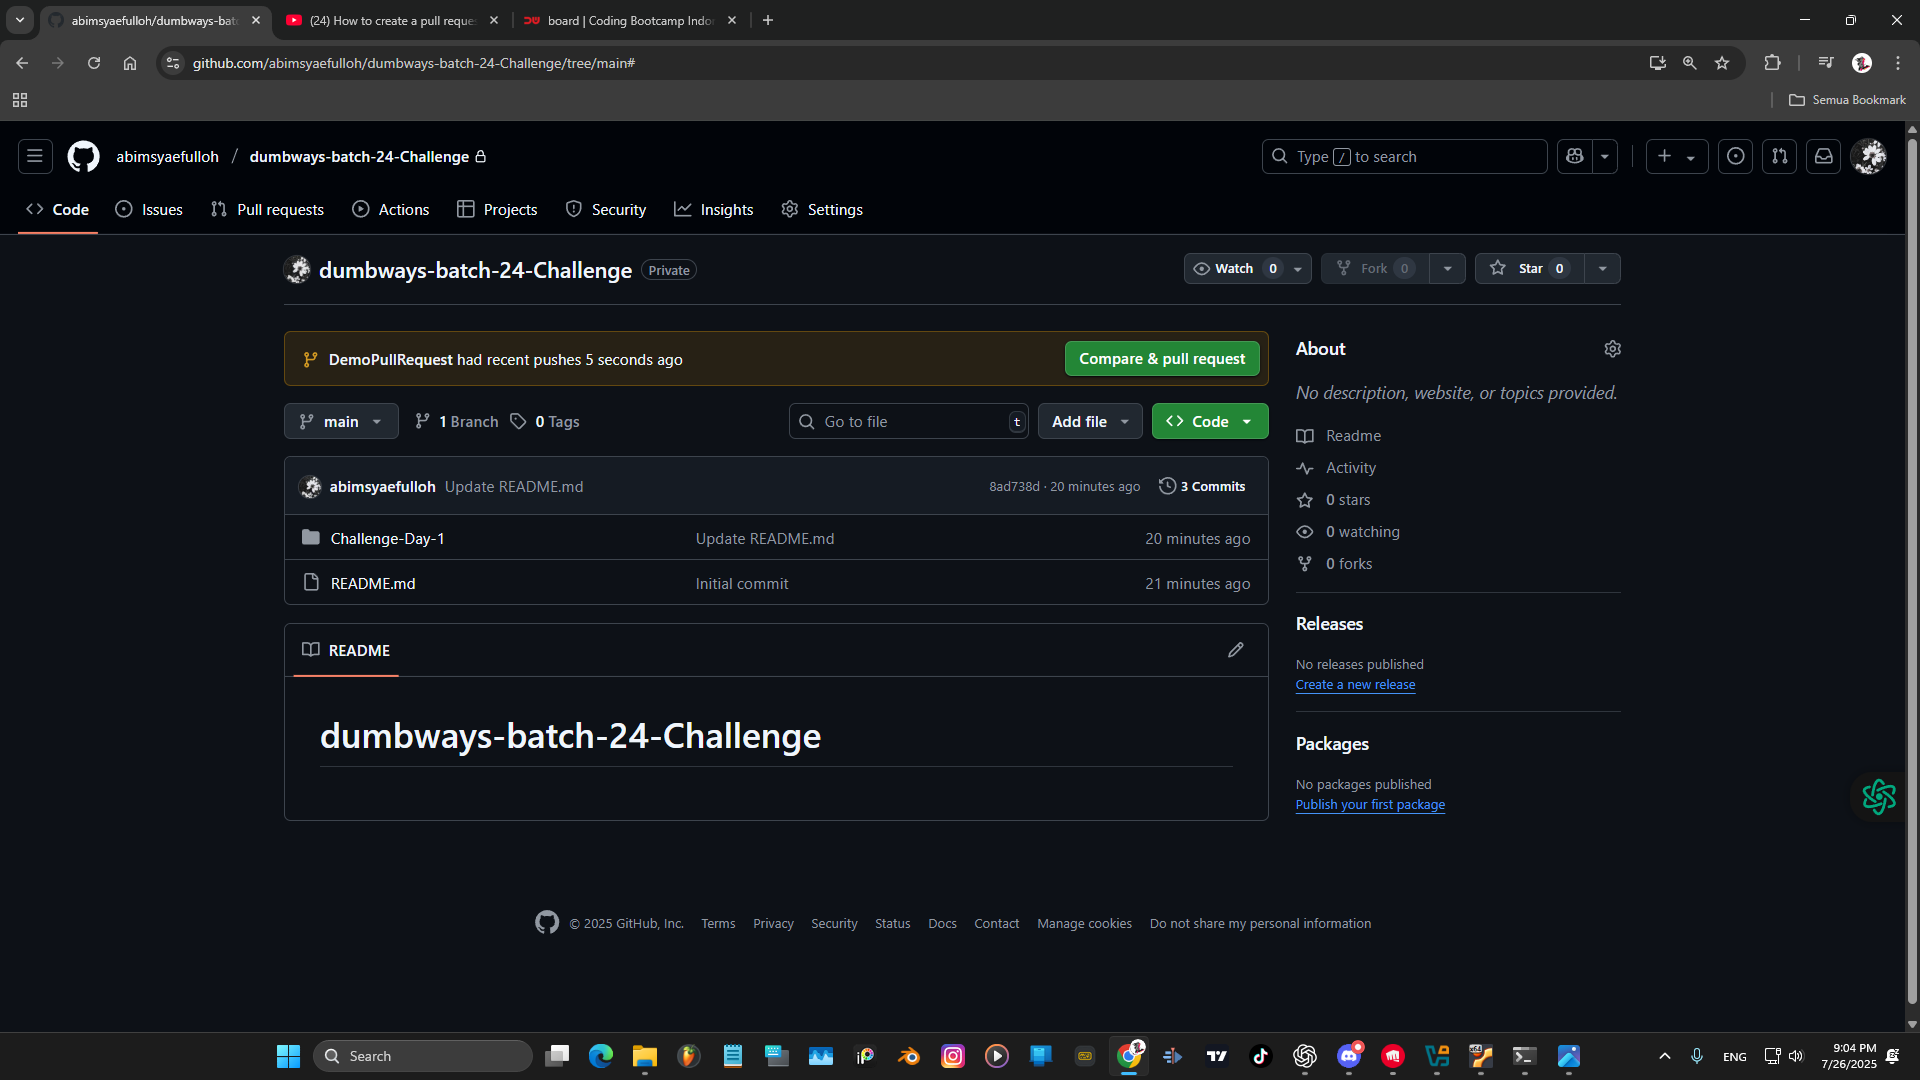 abimsyaefulloh/dumbways-bat
(24) How to create a pull reques
board | Coding Bootcamp Indo
github.com/abimsyaefulloh/dumbways-batch-24-Challenge/tree/main#
Semua Bookmark
abimsyaefulloh / dumbways-batch-24-Challenge
Type / to search
Code
Issues
Pull requests
Actions
Projects
Security
Insights
Settings
dumbways-batch-24-Challenge Private
Watch 0
Fork 0
Star 0
DemoPullRequest had recent pushes 5 seconds ago
Compare & pull request
main
1 Branch
0 Tags
Go to file t
Add file
Code
abimsyaefulloh Update README.md
8ad738d · 20 minutes ago
3 Commits
Challenge-Day-1 Update README.md 20 minutes ago
README.md Initial commit 21 minutes ago
README
dumbways-batch-24-Challenge
About
No description, website, or topics provided.
Readme
Activity
0 stars
0 watching
0 forks
Releases
No releases published
Create a new release
Packages
No packages published
Publish your first package
© 2025 GitHub, Inc. Terms Privacy Security Status Docs Contact Manage cookies Do not share my personal information
Search
ENG
9:04 PM
7/26/2025